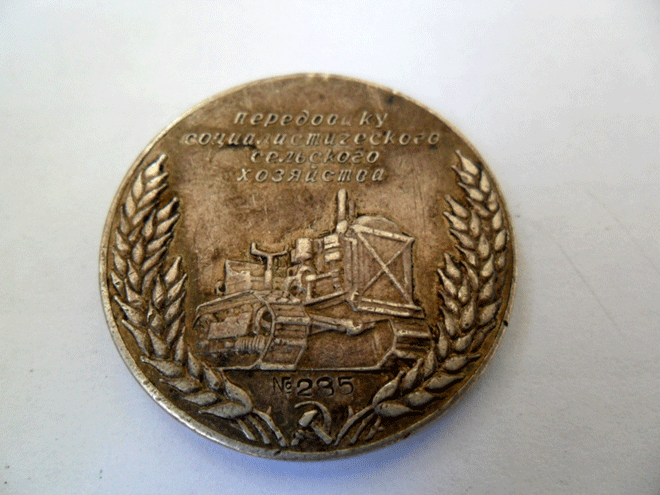 передовику
социалистического
сельского
хозяйства
№285